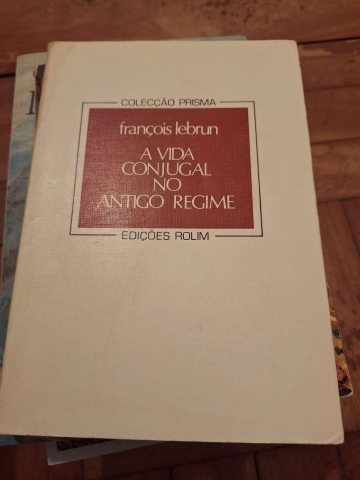 COLECÇÃO PRISMA
françois lebrun
A VIDA
CONJUGAL
NO
ANTIGO REGIME
EDIÇÕES ROLIM